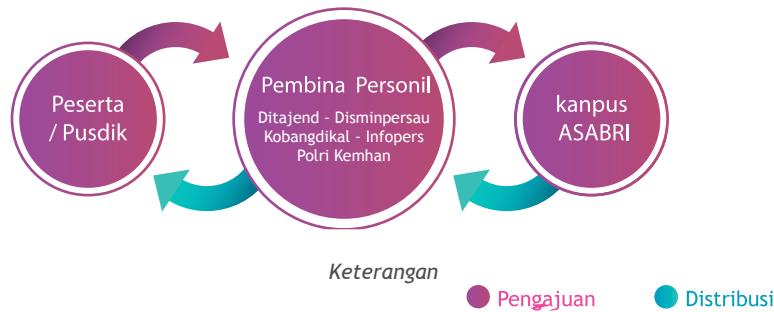 Peserta
/ Pusdik
Pembina Personil
Ditajend - Disminpersau
Kobangdikal - Infopers
Polri Kemhan
kanpus
ASABRI
Keterangan
Pengajuan
Distribusi